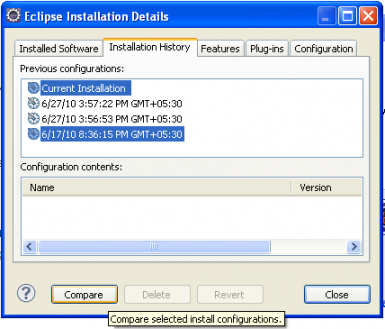 Eclipse Installation Details
Installed Software Installation History Features Plug-ins Configuration
Previous configurations:
Current Installation
6/27/10 3:57:22 PM GMT+05:30
6/27/10 3:56:53 PM GMT+05:30
6/17/10 8:36:15 PM GMT+05:30
Configuration contents:
Name Version
Compare Delete Revert Close
Compare selected install configurations.